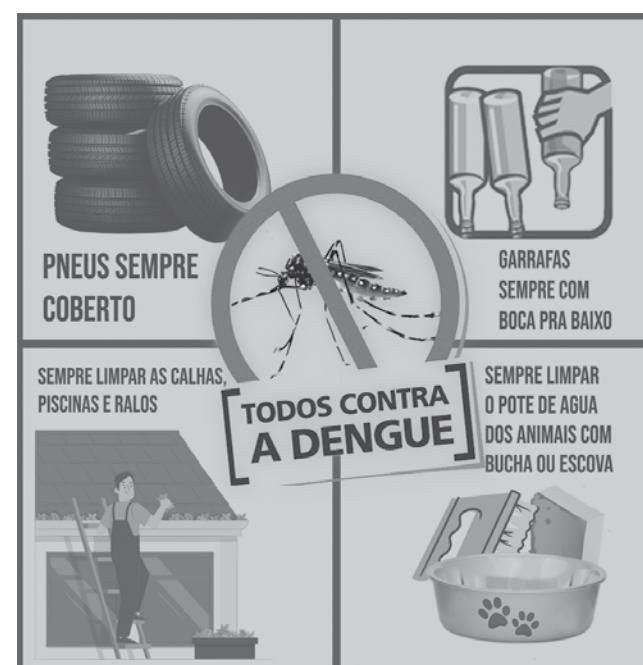 PNEUS SEMPRE
COBERTO
GARRAFAS
SEMPRE COM
BOCA PRA BAIXO
SEMPRE LIMPAR AS CALHAS,
PISCINAS E RALOS
TODOS CONTRA
A DENGUE
SEMPRE LIMPAR
O POTE DE AGUA
DOS ANIMAIS COM
BUCHA OU ESCOVA